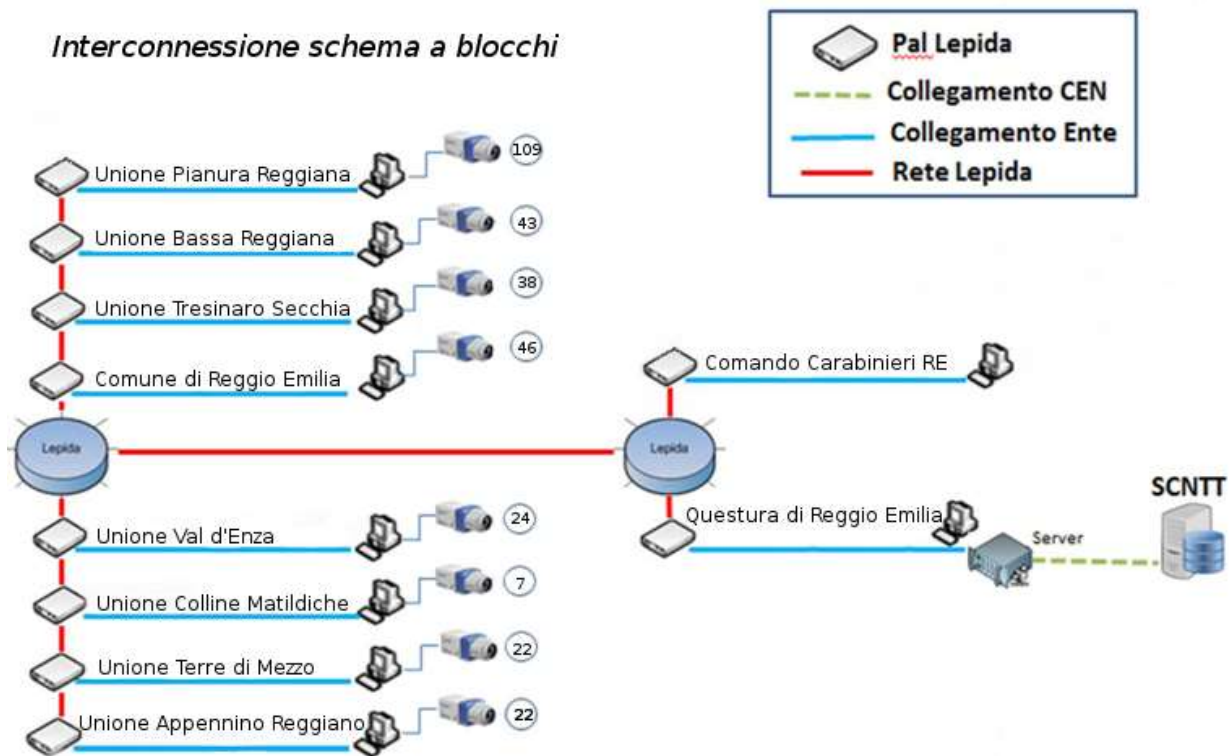 Interconnessione schema a blocchi
Pal Lepida
Collegamento CEN
Collegamento Ente
Rete Lepida
Unione Pianura Reggiana
109
Unione Bassa Reggiana
43
Unione Tresinaro Secchia
38
Comune di Reggio Emilia
46
Comando Carabinieri RE
Lepida
Lepida
Unione Val d'Enza
24
Questura di Reggio Emilia
Server
SCNTT
Unione Colline Matildiche
7
Unione Terre di Mezzo
22
Unione Appennino Reggiano
22